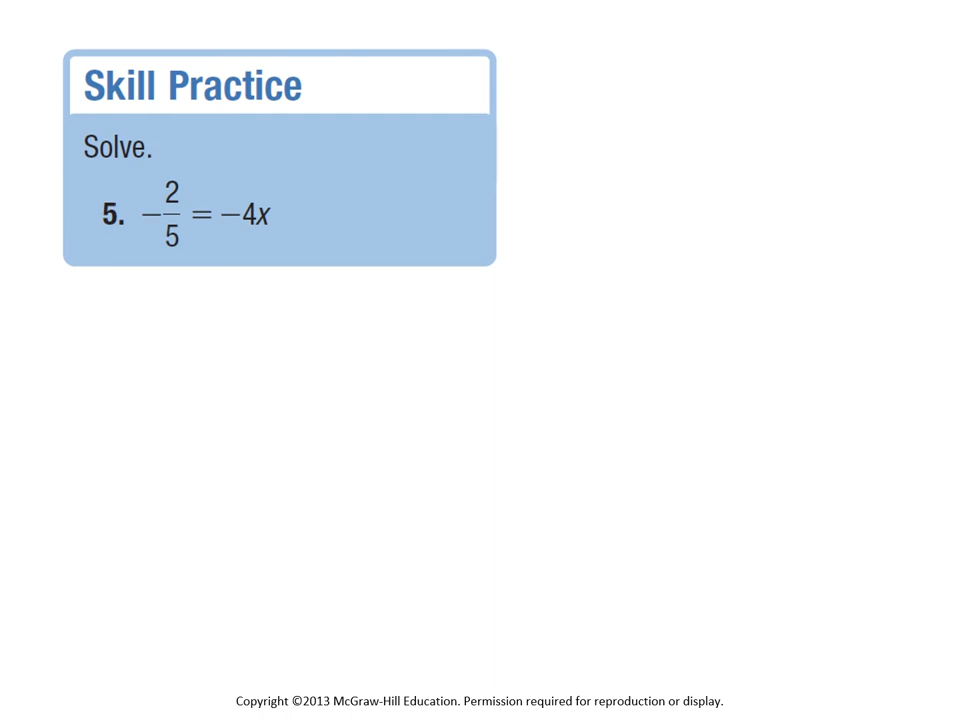 Skill Practice
Solve.
5. −2/5 = −4x
Copyright ©2013 McGraw-Hill Education. Permission required for reproduction or display.